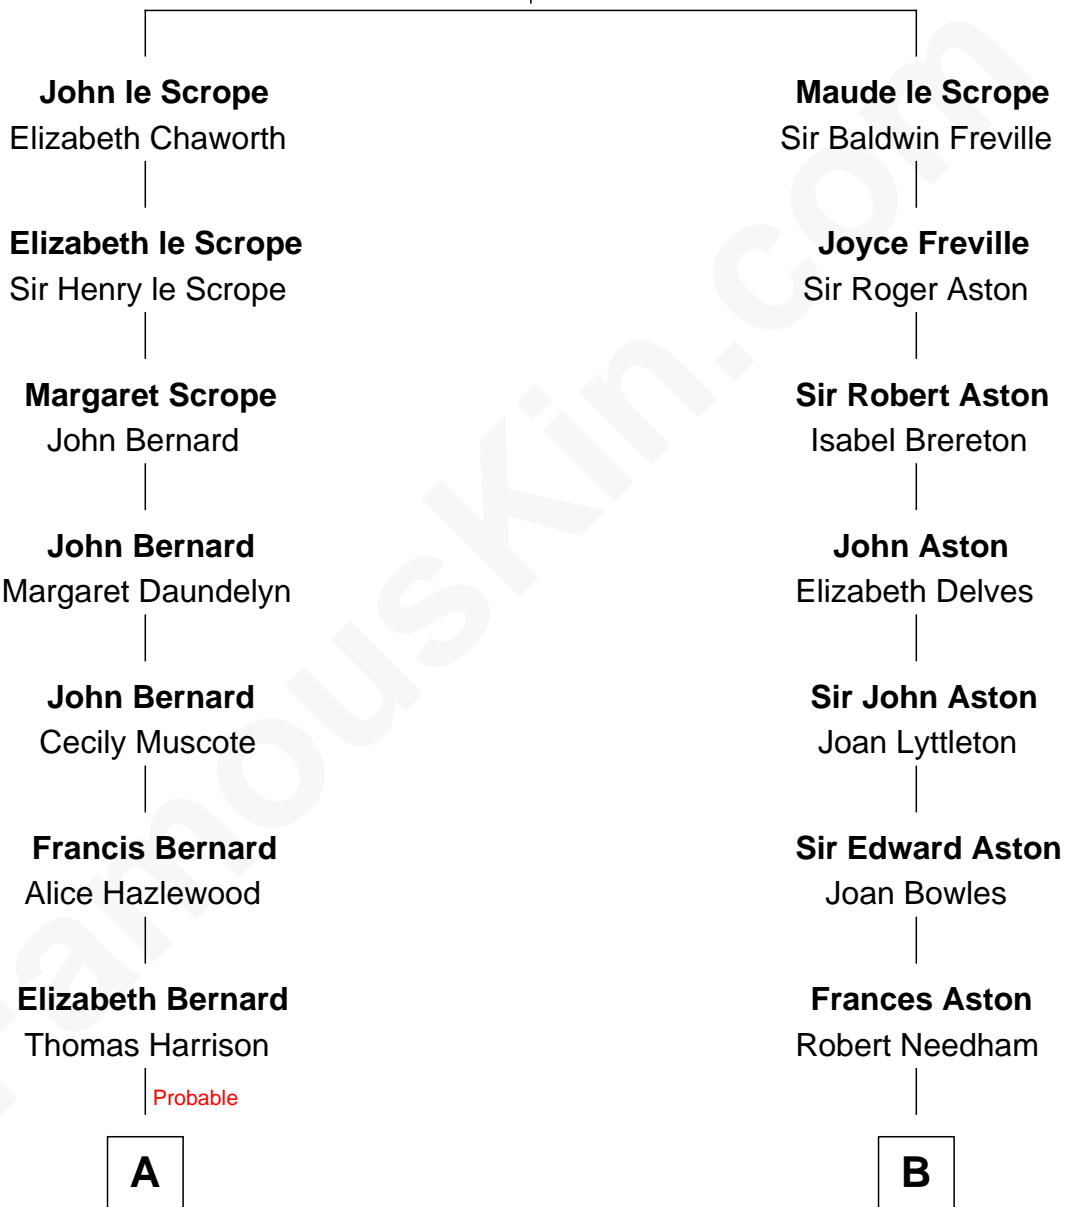 John le Scrope
Elizabeth Chaworth
Elizabeth le Scrope
Sir Henry le Scrope
Margaret Scrope
John Bernard
John Bernard
Margaret Daundelyn
John Bernard
Cecily Muscote
Francis Bernard
Alice Hazlewood
Elizabeth Bernard
Thomas Harrison
Probable
A
Maude le Scrope
Sir Baldwin Freville
Joyce Freville
Sir Roger Aston
Sir Robert Aston
Isabel Brereton
John Aston
Elizabeth Delves
Sir John Aston
Joan Lyttleton
Sir Edward Aston
Joan Bowles
Frances Aston
Robert Needham
B
FamousKin.com